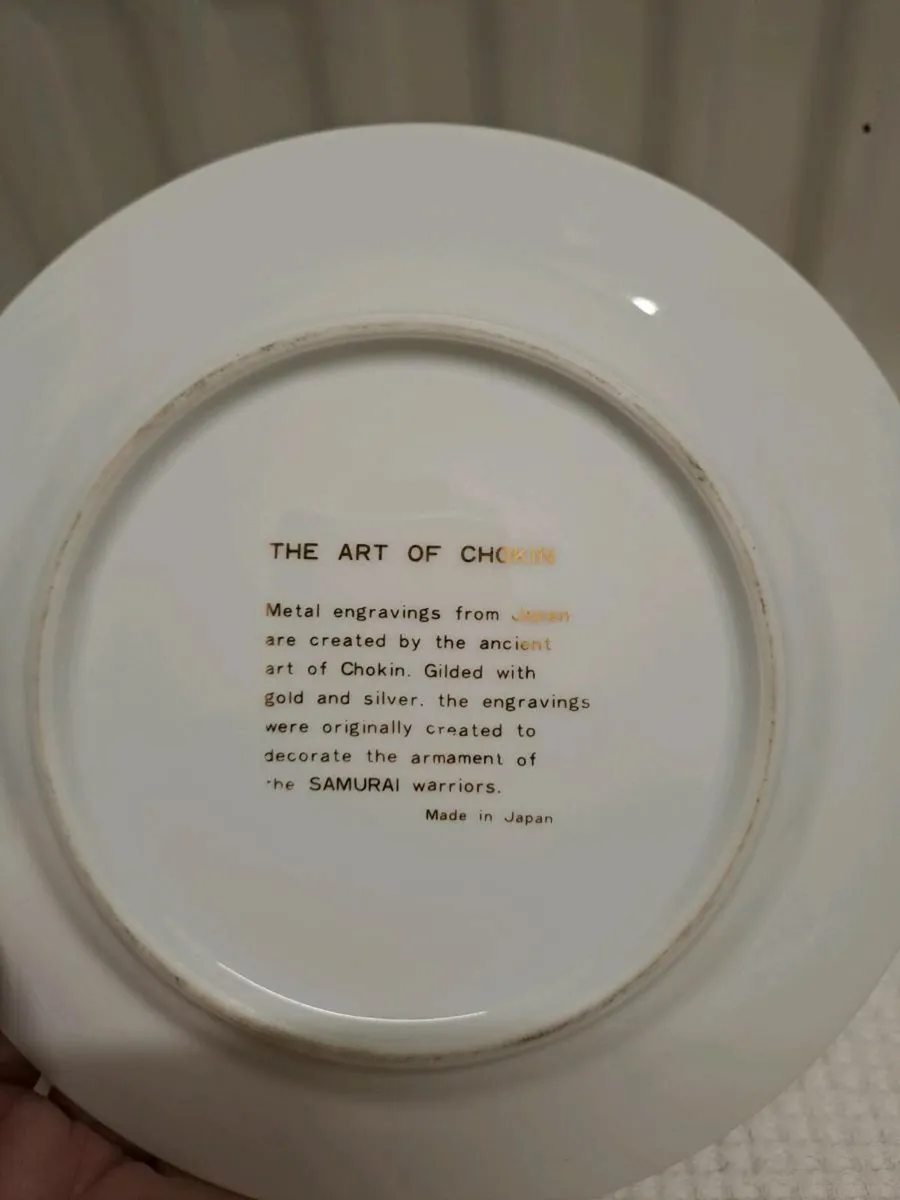 THE ART OF CHOKIN
Metal engravings from Japan
are created by the ancient
art of Chokin. Gilded with
gold and silver. the engravings
were originally created to
decorate the armament of
the SAMURAI warriors.
Made in Japan